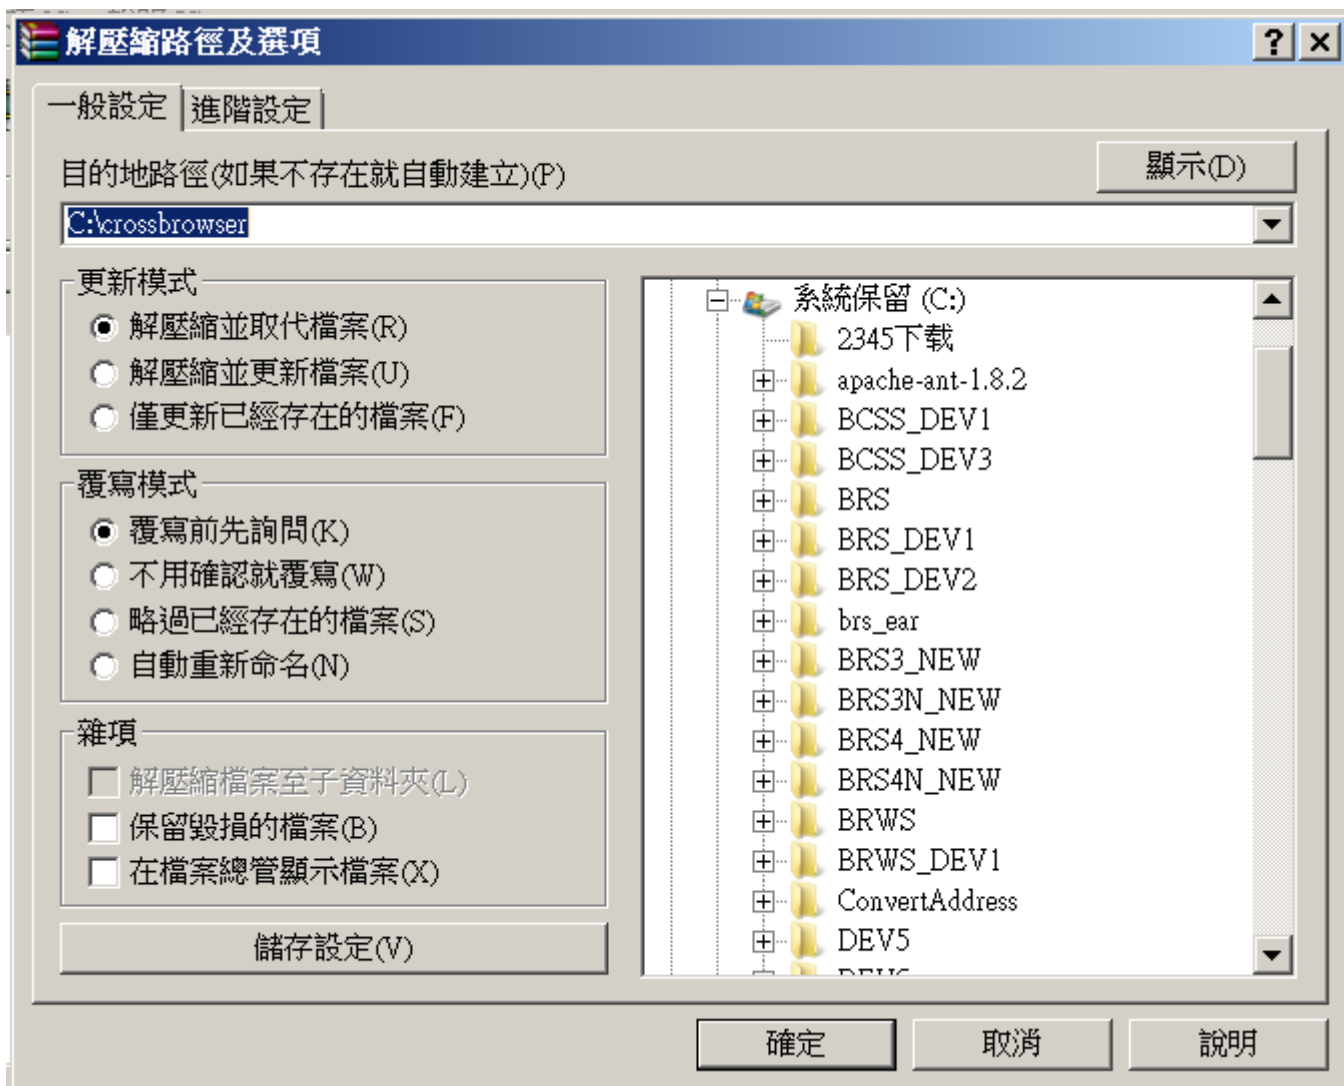 解壓縮路徑及選項
一般設定
進階設定
目的地路徑(如果不存在就自動建立)(P)
顯示(D)
C:\crossbrowser
更新模式
解壓縮並取代檔案(R)
解壓縮並更新檔案(U)
僅更新已經存在的檔案(F)
覆寫模式
覆寫前先詢問(K)
不用確認就覆寫(W)
略過已經存在的檔案(S)
自動重新命名(N)
雜項
解壓縮檔案至子資料夾(L)
保留毀損的檔案(B)
在檔案總管顯示檔案(X)
儲存設定(V)
系統保留 (C:)
2345下载
apache-ant-1.8.2
BCSS_DEV1
BCSS_DEV3
BRS
BRS_DEV1
BRS_DEV2
brs_ear
BRS3_NEW
BRS3N_NEW
BRS4_NEW
BRS4N_NEW
BRWS
BRWS_DEV1
ConvertAddress
DEV5
確定
取消
說明